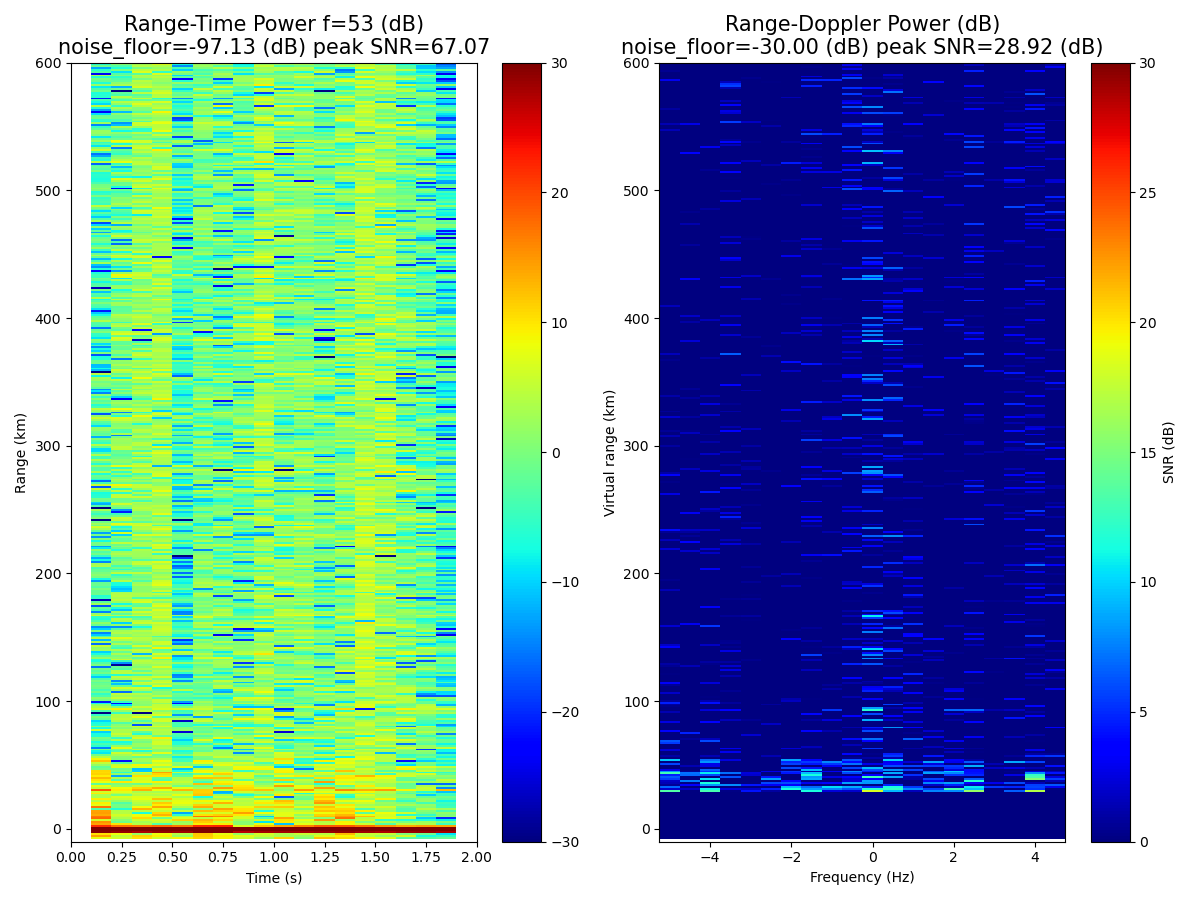 Range-Time Power f=53 (dB)
noise_floor=-97.13 (dB) peak SNR=67.07
600
500
400
300
200
100
0
Range (km)
0.00 0.25 0.50 0.75 1.00 1.25 1.50 1.75 2.00
Time (s)
30
20
10
0
−10
−20
−30
Range-Doppler Power (dB)
noise_floor=-30.00 (dB) peak SNR=28.92 (dB)
600
500
400
300
200
100
0
Virtual range (km)
−4 −2 0 2 4
Frequency (Hz)
30
25
20
15
10
5
0
SNR (dB)